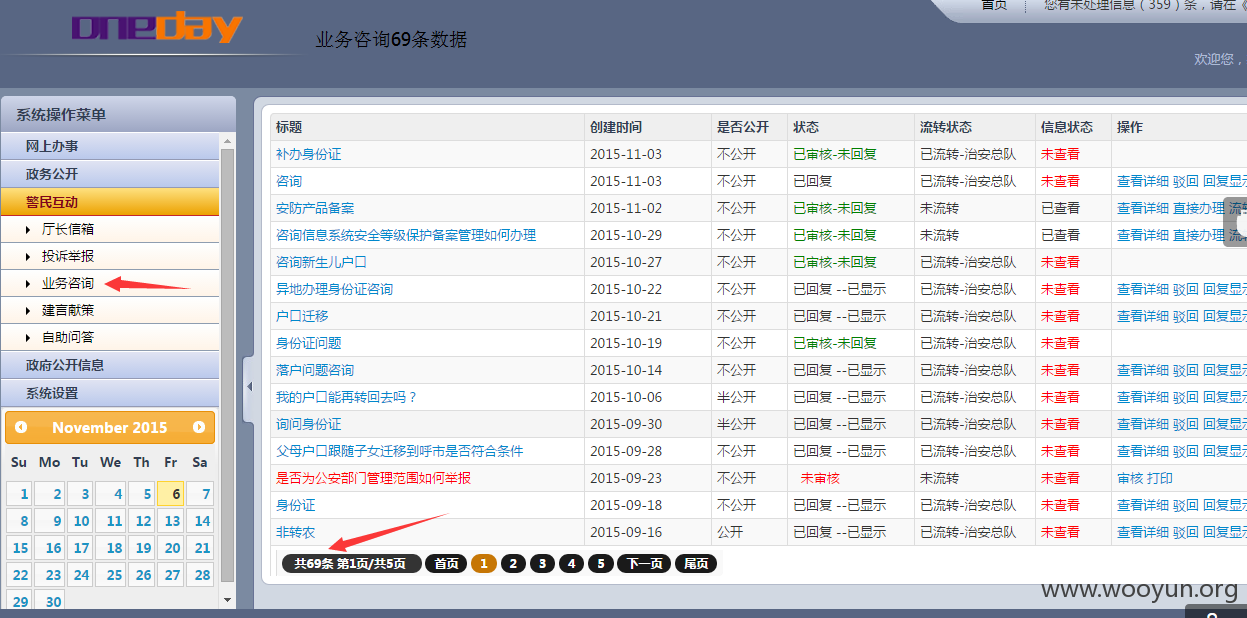 首页 您有未处理信息（359）条，请在《
oneday
业务咨询69条数据
欢迎您，
系统操作菜单
网上办事
政务公开
警民互动
厅长信箱
投诉举报
业务咨询
建言献策
自助问答
政府公开信息
系统设置
November 2015
Su Mo Tu We Th Fr Sa
1 2 3 4 5 6 7
8 9 10 11 12 13 14
15 16 17 18 19 20 21
22 23 24 25 26 27 28
29 30
标题 创建时间 是否公开 状态 流转状态 信息状态 操作
补办身份证 2015-11-03 不公开 已审核-未回复 已流转-治安总队 未查看
咨询 2015-11-03 不公开 已回复 已流转-治安总队 未查看 查看详细 驳回 回复显示
安防产品备案 2015-11-02 不公开 已审核-未回复 未流转 已查看 查看详细 直接办理 流转
咨询信息系统安全等级保护备案管理如何办理 2015-10-29 不公开 已审核-未回复 未流转 已查看 查看详细 直接办理 流转
咨询新生儿户口 2015-10-27 不公开 已审核-未回复 已流转-治安总队 未查看
异地办理身份证咨询 2015-10-22 不公开 已回复 --已显示 已流转-治安总队 未查看 查看详细 驳回 回复显示
户口迁移 2015-10-21 不公开 已回复 --已显示 已流转-治安总队 未查看 查看详细 驳回 回复显示
身份证问题 2015-10-19 不公开 已审核-未回复 已流转-治安总队 未查看
落户问题咨询 2015-10-14 不公开 已回复 --已显示 已流转-治安总队 未查看 查看详细 驳回 回复显示
我的户口能再转回去吗？ 2015-10-06 半公开 已回复 --已显示 已流转-治安总队 未查看 查看详细 驳回 回复显示
询问身份证 2015-09-30 半公开 已回复 --已显示 已流转-治安总队 未查看 查看详细 驳回 回复显示
父母户口跟随子女迁移到呼市是否符合条件 2015-09-28 不公开 已回复 --已显示 已流转-治安总队 未查看 查看详细 驳回 回复显示
是否为公安部门管理范围如何举报 2015-09-23 不公开 未审核 未流转 未查看 审核 打印
身份证 2015-09-18 不公开 已回复 --已显示 已流转-治安总队 未查看 查看详细 驳回 回复显示
非转农 2015-09-16 公开 已回复 --已显示 已流转-治安总队 未查看 查看详细 驳回 回复显示
共69条 第1页/共5页 首页 1 2 3 4 5 下一页 尾页
www.wooyun.org